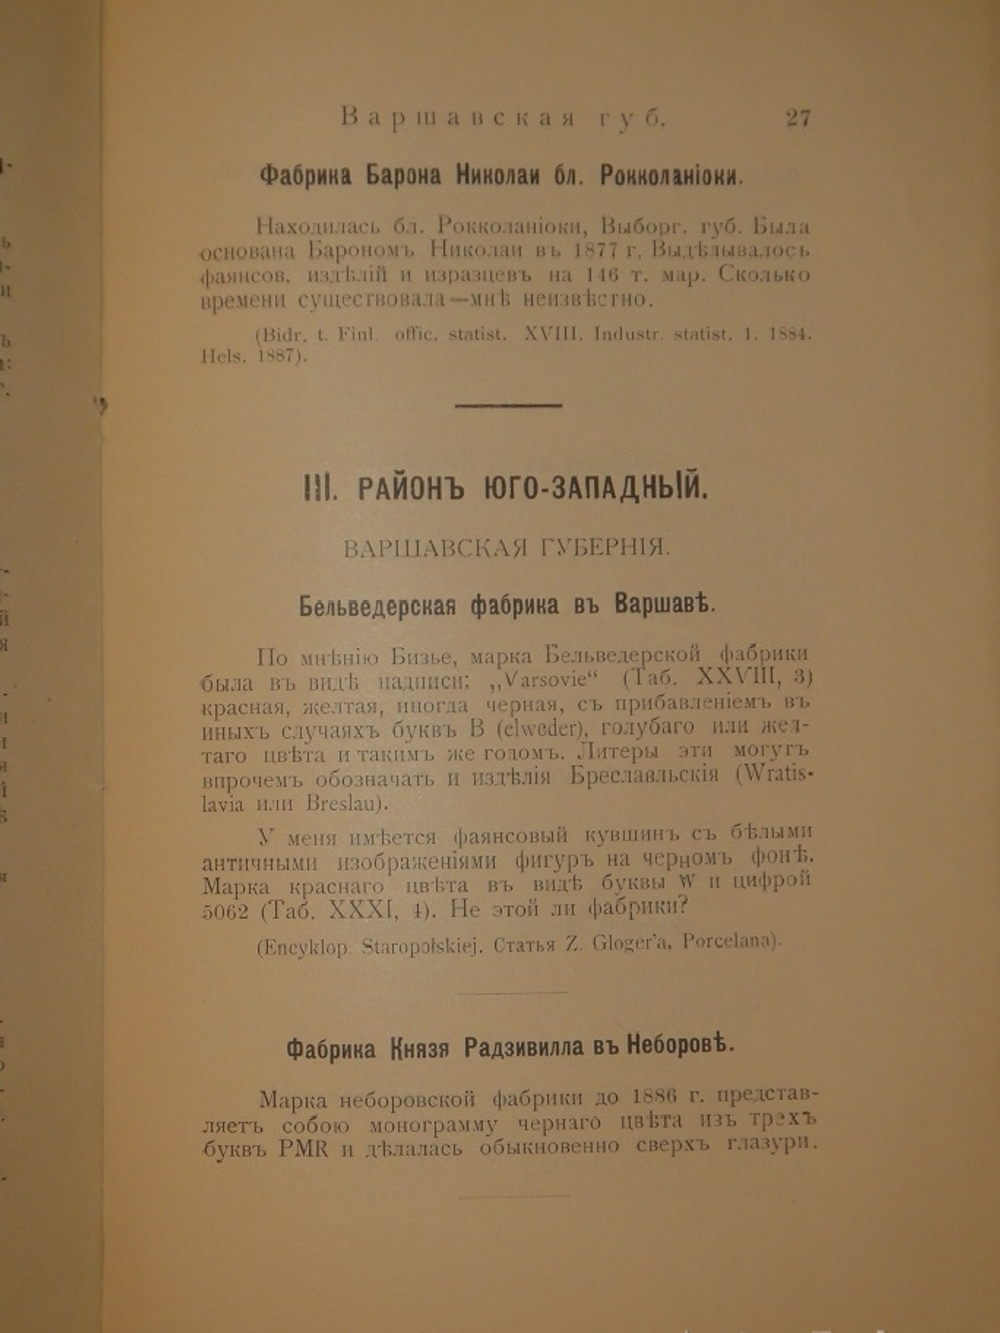 Варшавская губ. 27
Фабрика Барона Николаи бл. Рокколаніоки.
Находилась бл. Рокколаніоки, Выборг. губ. Была
основана Барономъ Николаи въ 1877 г. Выдѣлывалось
фаянсов. издѣлій и изразцевъ на 146 т. мар. Сколько
времени существовала—мнѣ неизвѣстно.
(Bidr. t. Finl. offic. statist. XVIII. Industr. statist. 1. 1884.
Hels. 1887).
III. РАЙОНЪ ЮГО-ЗАПАДНЫЙ.
ВАРШАВСКАЯ ГУБЕРНІЯ.
Бельведерская фабрика въ Варшавѣ.
По мнѣнію Бизье, марка Бельведерской фабрики
была въ видѣ надписи: „Varsovie“ (Таб. XXVIII, 3)
красная, желтая, иногда черная, съ прибавленіемъ въ
иныхъ случаяхъ буквъ B (elweder), голубаго или жел-
таго цвѣта и такимъ же годомъ. Литеры эти могутъ
впрочемъ обозначать и издѣлія Бреславльскія (Wratis-
lavia или Breslau).
У меня имѣется фаянсовый кувшинъ съ бѣлыми
античными изображеніями фигуръ на черномъ фонѣ.
Марка краснаго цвѣта въ видѣ буквы W и цифрой
5062 (Таб. XXXI, 4). Не этой ли фабрики?
(Encyklop. Staropolskiej. Статья Z. Gloger'a, Porcelana).
Фабрика Князя Радзивилла въ Неборовѣ.
Марка неборовской фабрики до 1886 г. представ-
ляетъ собою монограмму чернаго цвѣта изъ трехъ
буквъ PMR и дѣлалась обыкновенно сверхъ глазури.